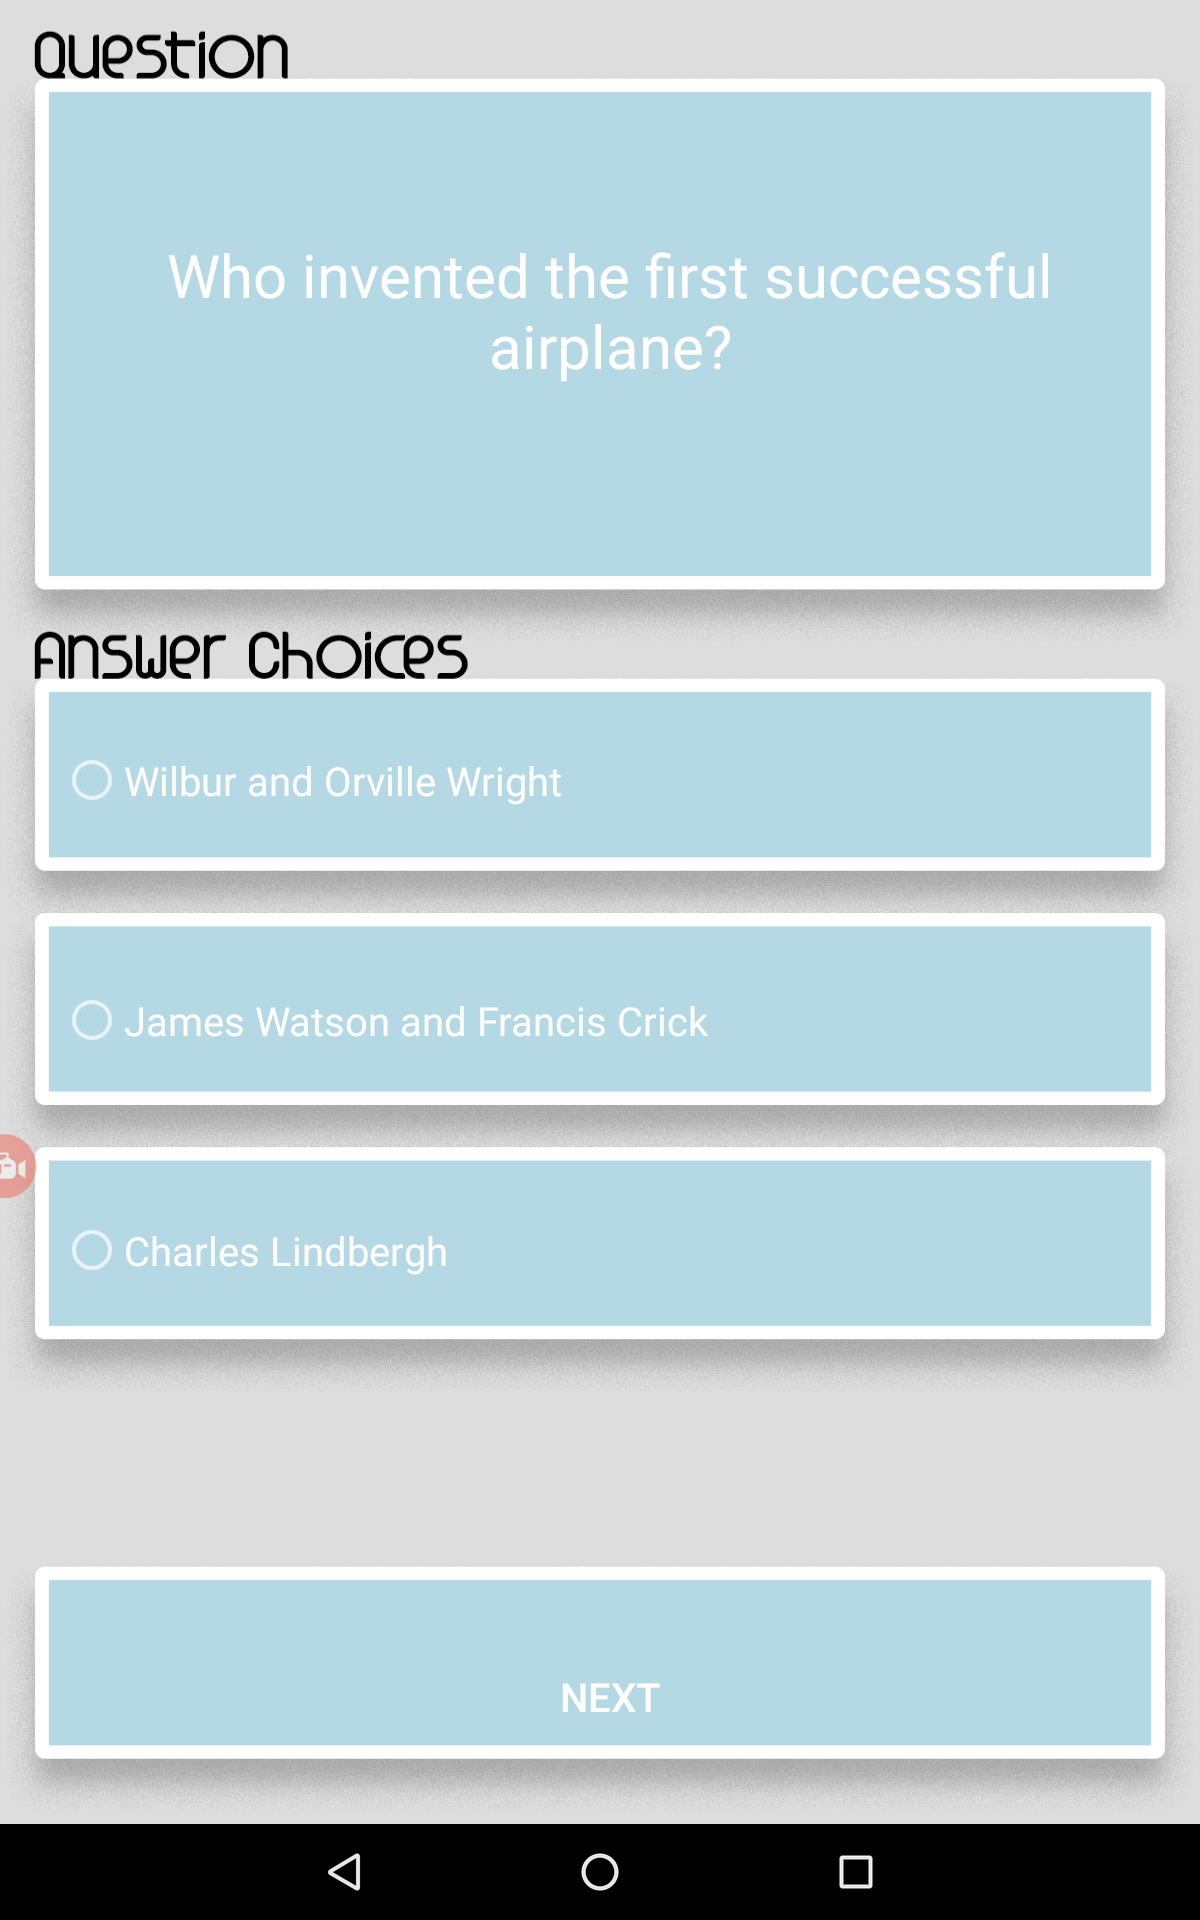 Question
Who invented the first successful
airplane?
Answer Choices
Wilbur and Orville Wright
James Watson and Francis Crick
Charles Lindbergh
NEXT